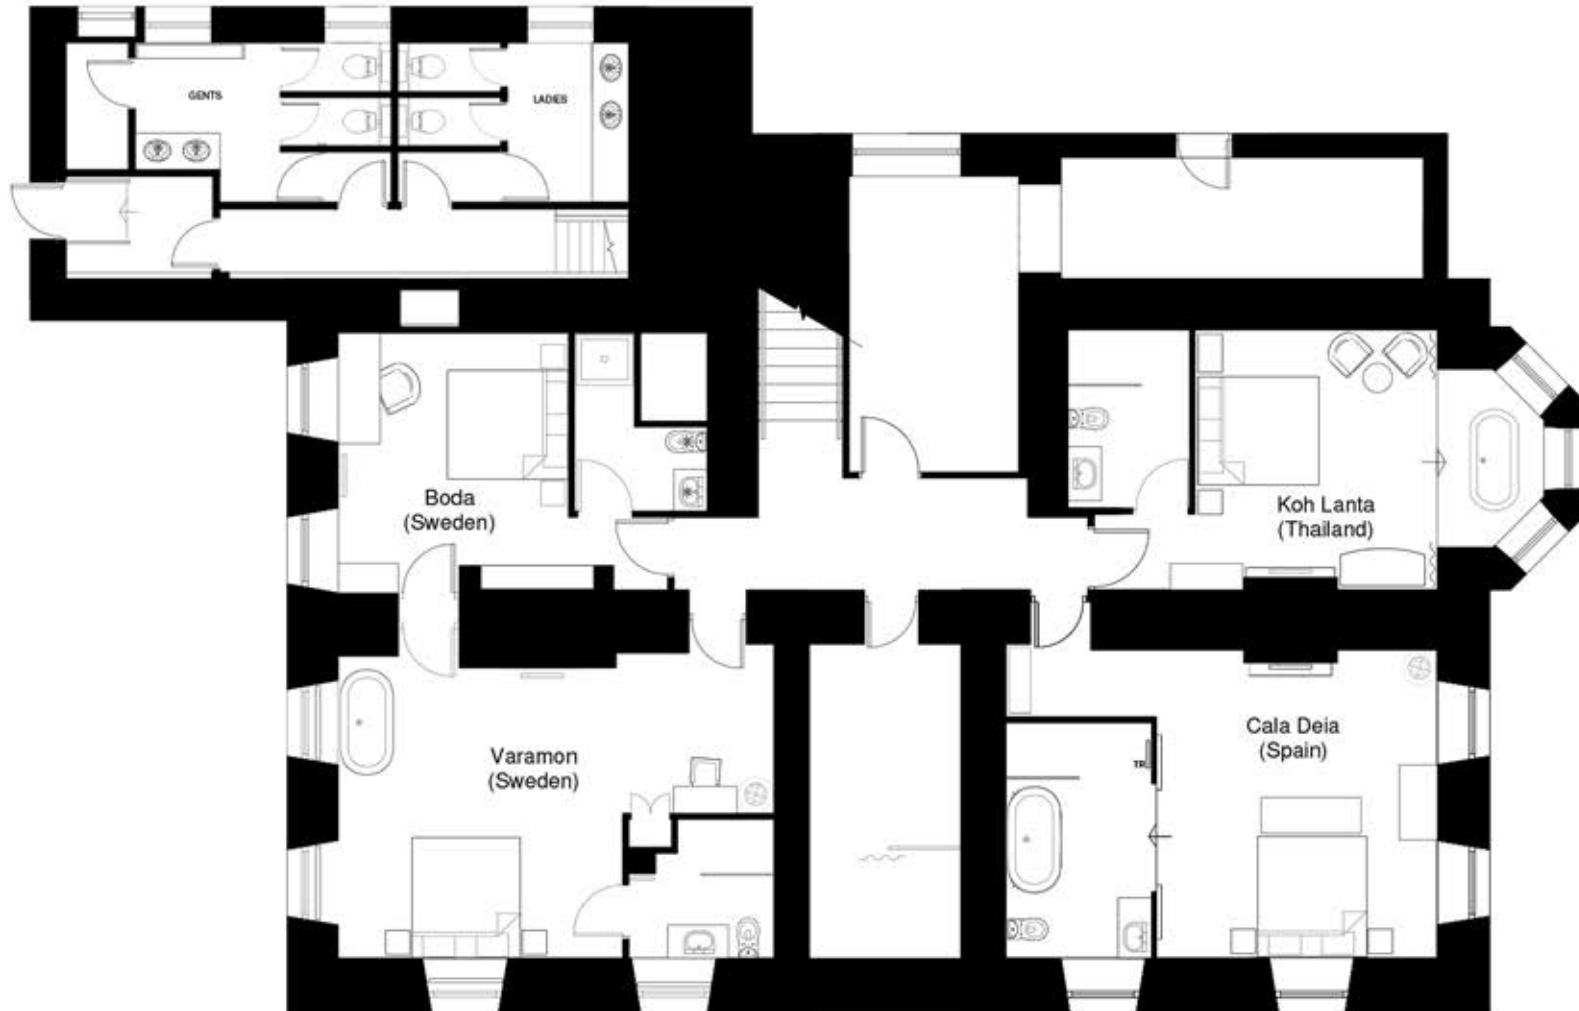 GENTS
LADIES
Boda
(Sweden)
Koh Lanta
(Thailand)
Varamon
(Sweden)
Cala Deia
(Spain)
TR